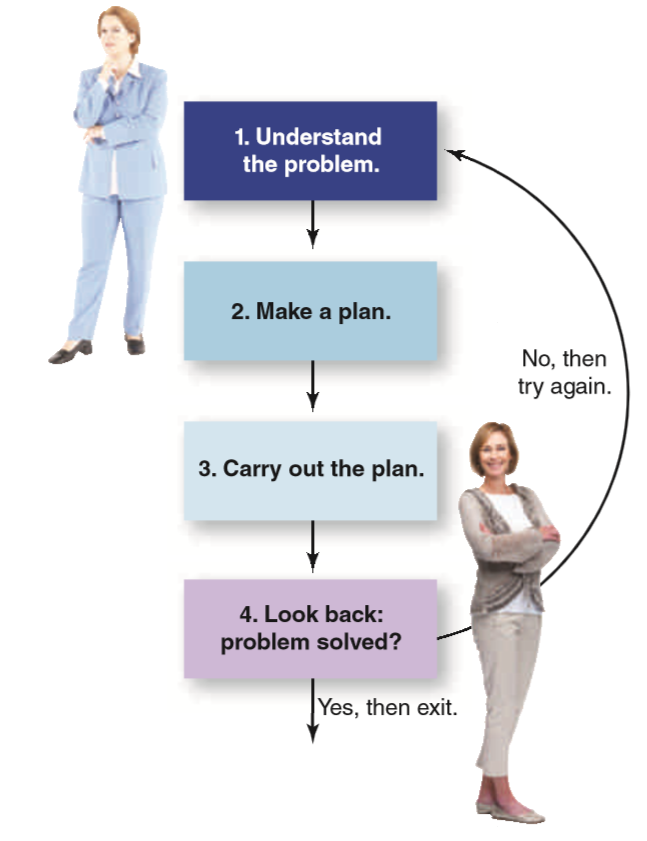 1. Understand
the problem.
2. Make a plan.
No, then
try again.
3. Carry out the plan.
4. Look back:
problem solved?
Yes, then exit.